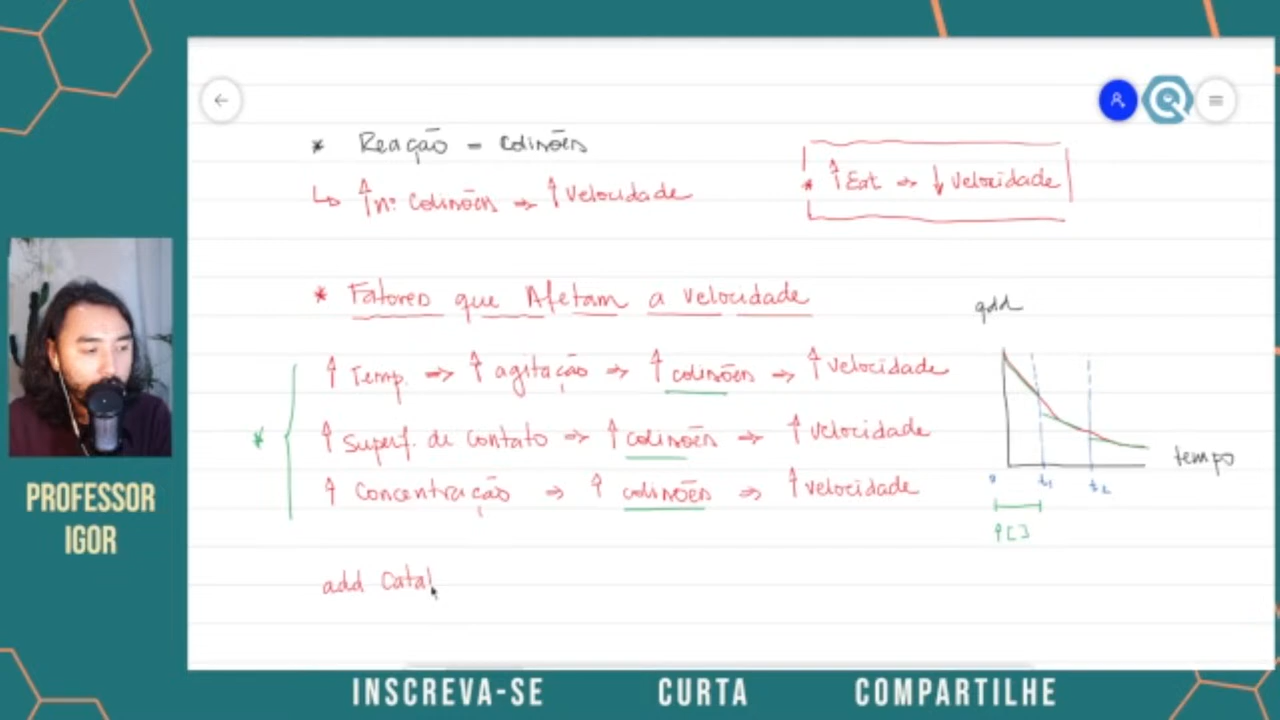 * Reação = Colisões
↳ ↑ nº Colisões → ↑ velocidade
* ↑ Eat → ↓ velocidade
* Fatores que Afetam a velocidade
↑ Temp. → ↑ agitação → ↑ colisões → ↑ velocidade
* ↑ Superf. de Contato → ↑ colisões → ↑ velocidade
↑ Concentração → ↑ colisões → ↑ velocidade
add Catal
qdd
tempo
0 t1 t2
↑[ ]
PROFESSOR
IGOR
INSCREVA-SE CURTA COMPARTILHE